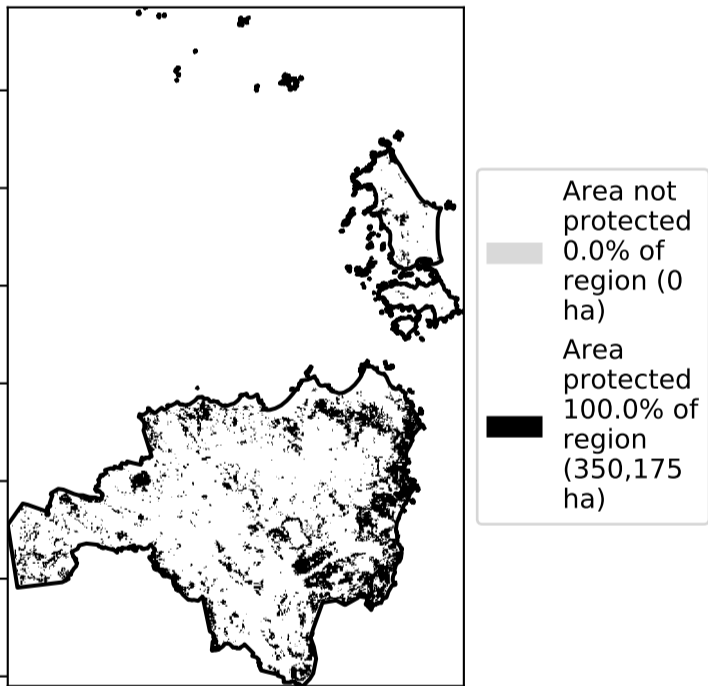 Area not
protected
0.0% of
region (0
ha)
Area
protected
100.0% of
region
(350,175
ha)